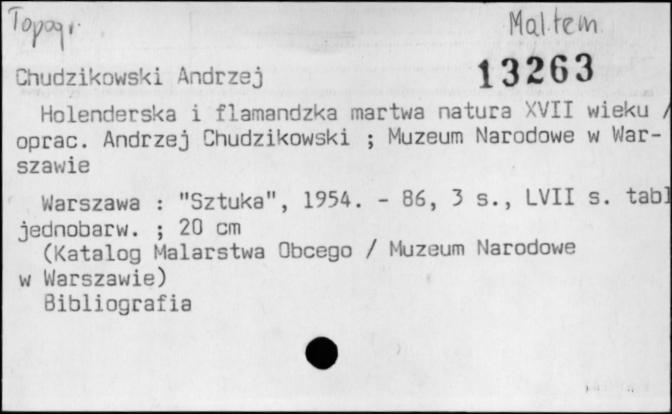 Topogr.
Mal.tem.
13263
Chudzikowski Andrzej
Holenderska i flamandzka martwa natura XVII wieku /
oprac. Andrzej Chudzikowski ; Muzeum Narodowe w War-
szawie
Warszawa : "Sztuka", 1954. - 86, 3 s., LVII s. tabl
jednobarw. ; 20 cm
(Katalog Malarstwa Obcego / Muzeum Narodowe
w Warszawie)
Bibliografia